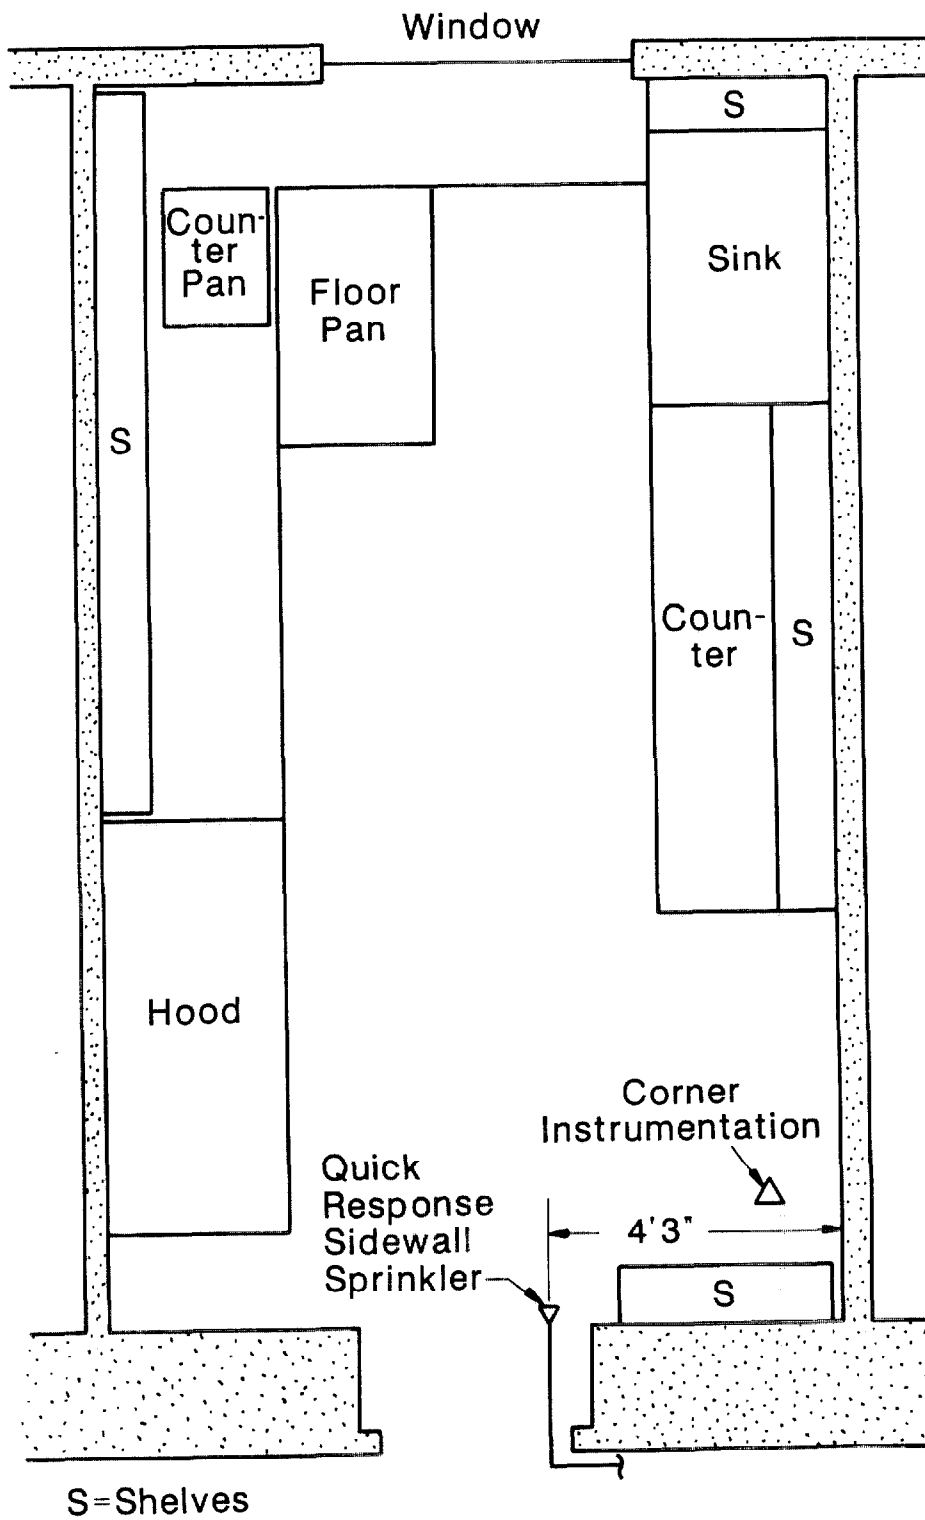 Window
S
Coun-
ter
Pan
Floor
Pan
Sink
S
Coun-
ter
S
Hood
Corner
Instrumentation
Quick
Response
Sidewall
Sprinkler
4'3"
S
S=Shelves